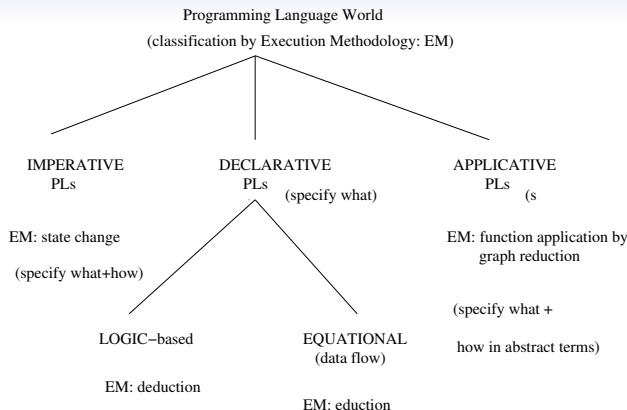 Programming Language World
(classification by Execution Methodology: EM)
IMPERATIVE
PLs
EM: state change
(specify what+how)
DECLARATIVE
PLs
(specify what)
LOGIC−based
EM: deduction
EQUATIONAL
(data flow)
EM: eduction
APPLICATIVE
PLs
(s
EM: function application by
graph reduction
(specify what +
how in abstract terms)